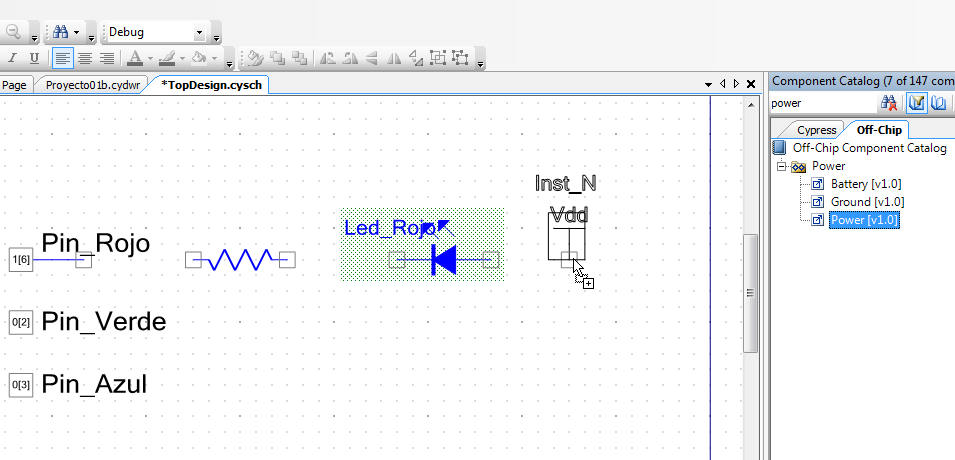 Debug
I U A
Page Proyecto01b.cydwr *TopDesign.cysch
Component Catalog (7 of 147 com
power
Cypress Off-Chip
Off-Chip Component Catalog
Power
Battery [v1.0]
Ground [v1.0]
Power [v1.0]
Inst_N
Vdd
Led_Rojo
Pin_Rojo
1[6]
0[2] Pin_Verde
0[3] Pin_Azul